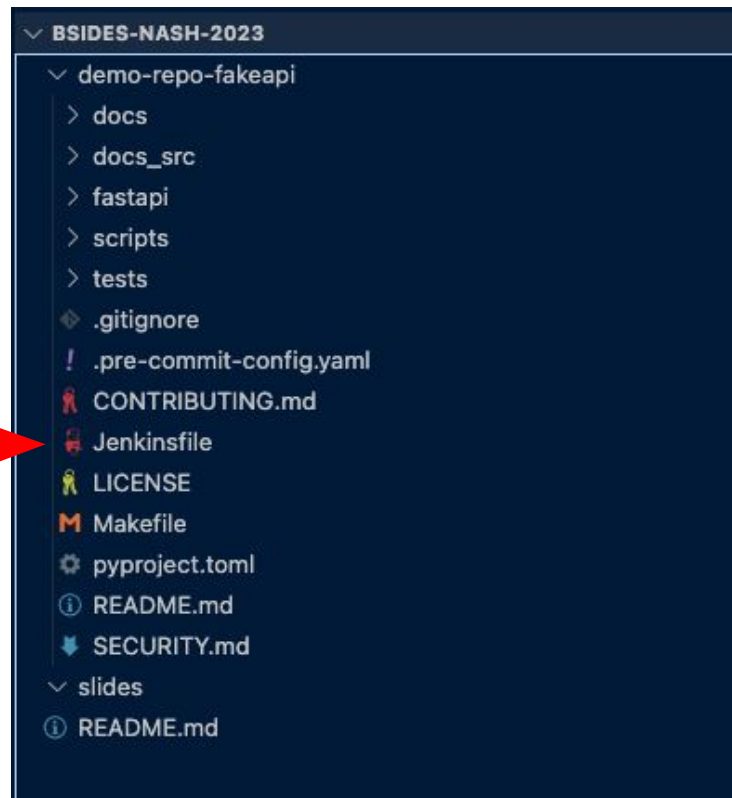 BSIDES-NASH-2023
demo-repo-fakeapi
docs
docs_src
fastapi
scripts
tests
.gitignore
! .pre-commit-config.yaml
CONTRIBUTING.md
Jenkinsfile
LICENSE
M Makefile
pyproject.toml
README.md
SECURITY.md
slides
README.md